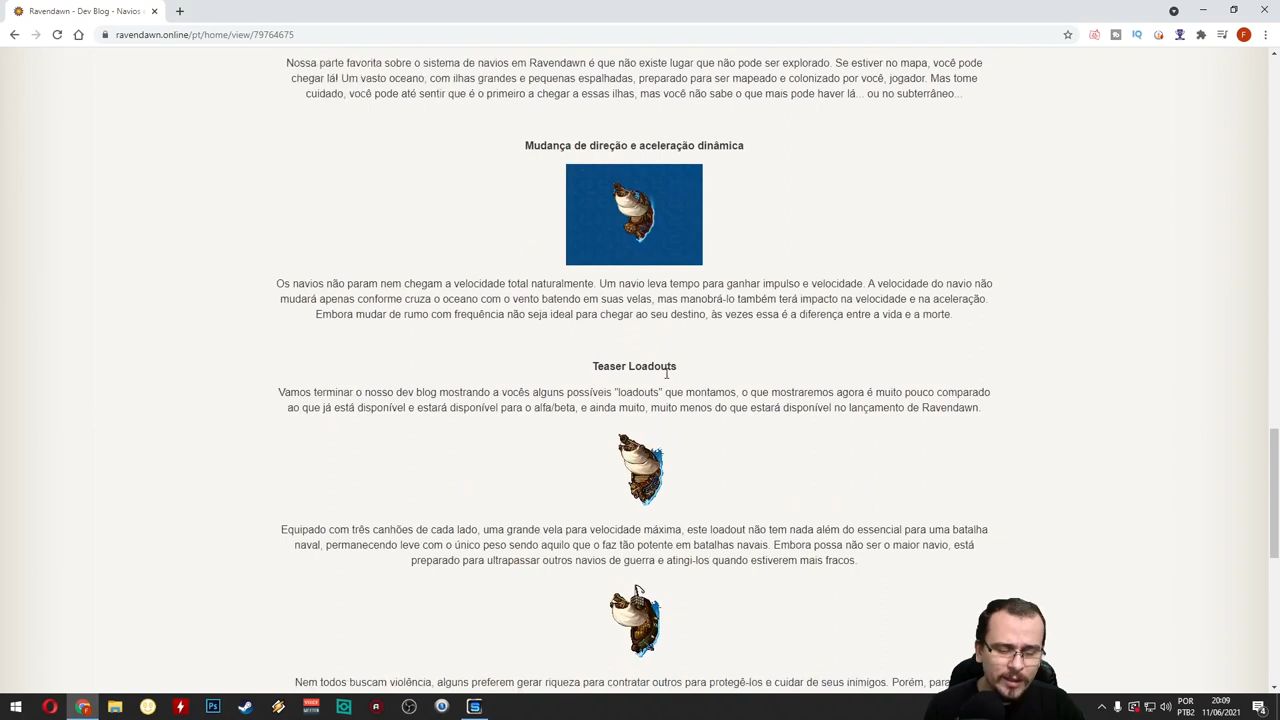 Ravendawn - Dev Blog - Navios
ravendawn.online/pt/home/view/79764675
Nossa parte favorita sobre o sistema de navios em Ravendawn é que não existe lugar que não pode ser explorado. Se estiver no mapa, você pode
chegar lá! Um vasto oceano, com ilhas grandes e pequenas espalhadas, preparado para ser mapeado e colonizado por você, jogador. Mas tome
cuidado, você pode até sentir que é o primeiro a chegar a essas ilhas, mas você não sabe o que mais pode haver lá... ou no subterrâneo...
Mudança de direção e aceleração dinâmica
Os navios não param nem chegam a velocidade total naturalmente. Um navio leva tempo para ganhar impulso e velocidade. A velocidade do navio não
mudará apenas conforme cruza o oceano com o vento batendo em suas velas, mas manobrá-lo também terá impacto na velocidade e na aceleração.
Embora mudar de rumo com frequência não seja ideal para chegar ao seu destino, às vezes essa é a diferença entre a vida e a morte.
Teaser Loadouts
Vamos terminar o nosso dev blog mostrando a vocês alguns possíveis "loadouts" que montamos, o que mostraremos agora é muito pouco comparado
ao que já está disponível e estará disponível para o alfa/beta, e ainda muito, muito menos do que estará disponível no lançamento de Ravendawn.
Equipado com três canhões de cada lado, uma grande vela para velocidade máxima, este loadout não tem nada além do essencial para uma batalha
naval, permanecendo leve com o único peso sendo aquilo que o faz tão potente em batalhas navais. Embora possa não ser o maior navio, está
preparado para ultrapassar outros navios de guerra e atingi-los quando estiverem mais fracos.
Nem todos buscam violência, alguns preferem gerar riqueza para contratar outros para protegê-los e cuidar de seus inimigos. Porém, para
IQ
F
Ps
POR
PTB2
20:09
11/06/2021
4